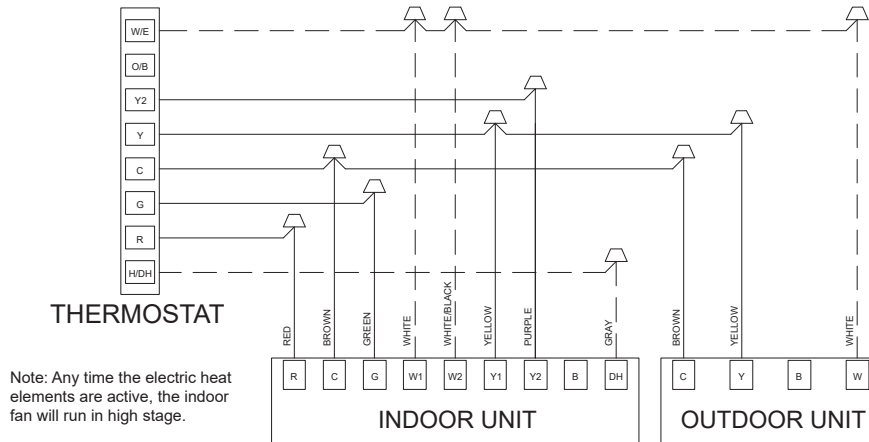 W/E
O/B
Y2
Y
C
G
R
H/DH
THERMOSTAT
RED
BROWN
GREEN
WHITE
WHITE/BLACK
YELLOW
PURPLE
GRAY
BROWN
YELLOW
WHITE
Note: Any time the electric heat
elements are active, the indoor
fan will run in high stage.
R C G W1 W2 Y1 Y2 B DH
C Y B W
INDOOR UNIT
OUTDOOR UNIT